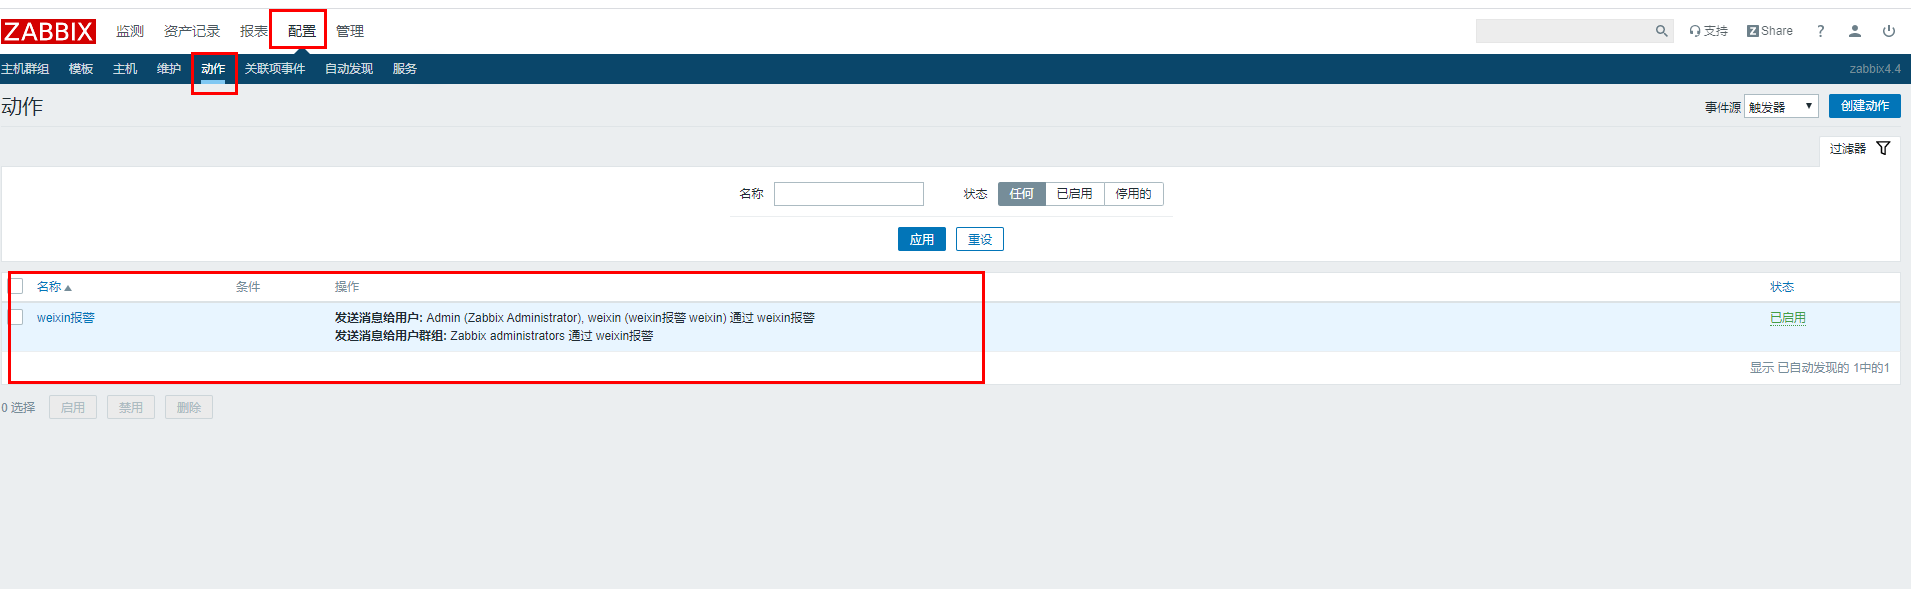 ZABBIX 监测 资产记录 报表 配置 管理 支持 Z Share ?
主机群组 模板 主机 维护 动作 关联项事件 自动发现 服务 zabbix4.4
动作 事件源 触发器 创建动作
过滤器
名称 状态 任何 已启用 停用的
应用 重设
名称 条件 操作 状态
weixin报警 发送消息给用户: Admin (Zabbix Administrator), weixin (weixin报警 weixin) 通过 weixin报警 已启用
发送消息给用户群组: Zabbix administrators 通过 weixin报警
显示 已自动发现的 1中的1
0 选择 启用 禁用 删除